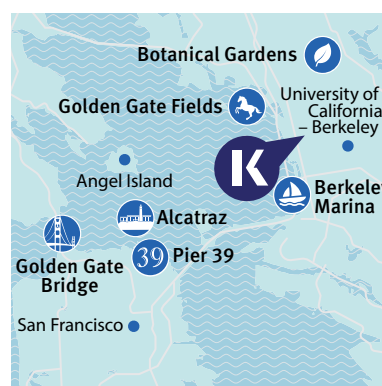 Botanical Gardens
University of
California
– Berkeley
Golden Gate Fields
K
Angel Island
Berkeley
Marina
Alcatraz
39 Pier 39
Golden Gate
Bridge
San Francisco